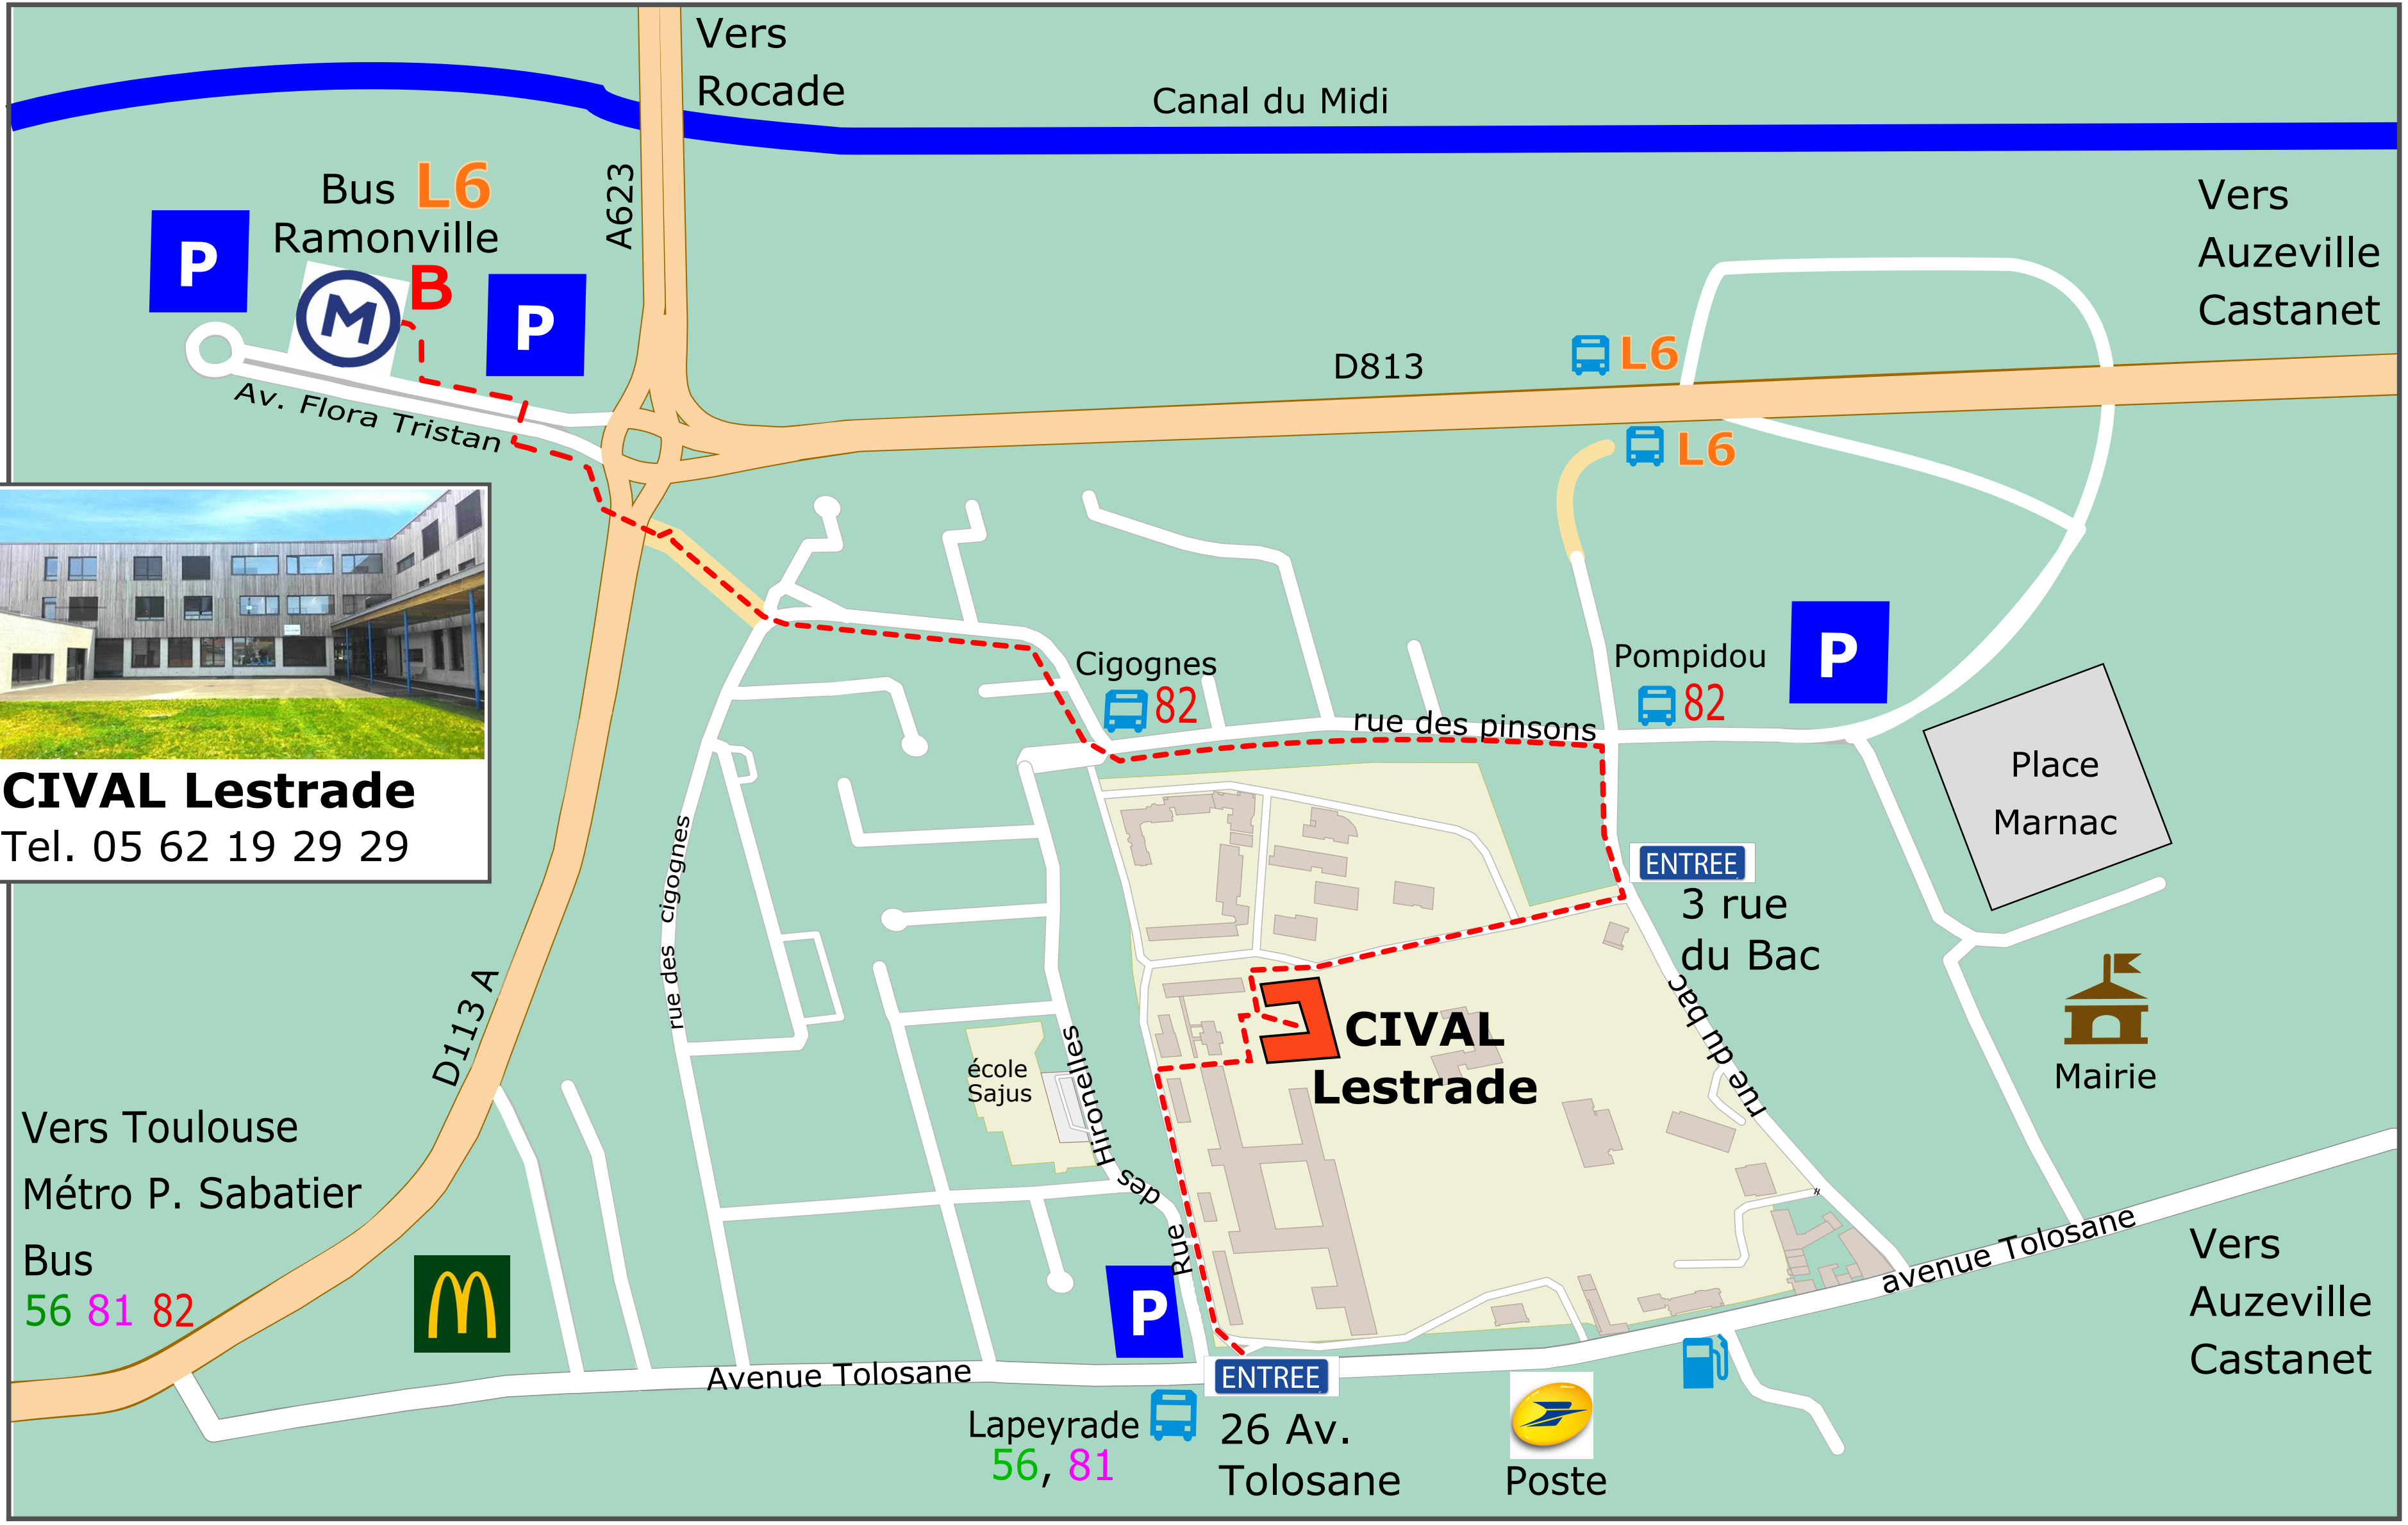 Vers
Rocade
Canal du Midi
A623
Bus L6
Ramonville
P
M
B
P
Av. Flora Tristan
Vers
Auzeville
Castanet
D813
L6
L6
CIVAL Lestrade
Tel. 05 62 19 29 29
Cigognes
82
rue des pinsons
Pompidou
82
P
Place
Marnac
ENTREE
3 rue
du Bac
rue du bac
rue des cigognes
D113 A
école
Sajus
CIVAL
Lestrade
Mairie
Rue des Hironelles
Vers Toulouse
Métro P. Sabatier
Bus
56 81 82
M
P
Avenue Tolosane
avenue Tolosane
Vers
Auzeville
Castanet
ENTREE
Lapeyrade
56, 81
26 Av.
Tolosane
Poste